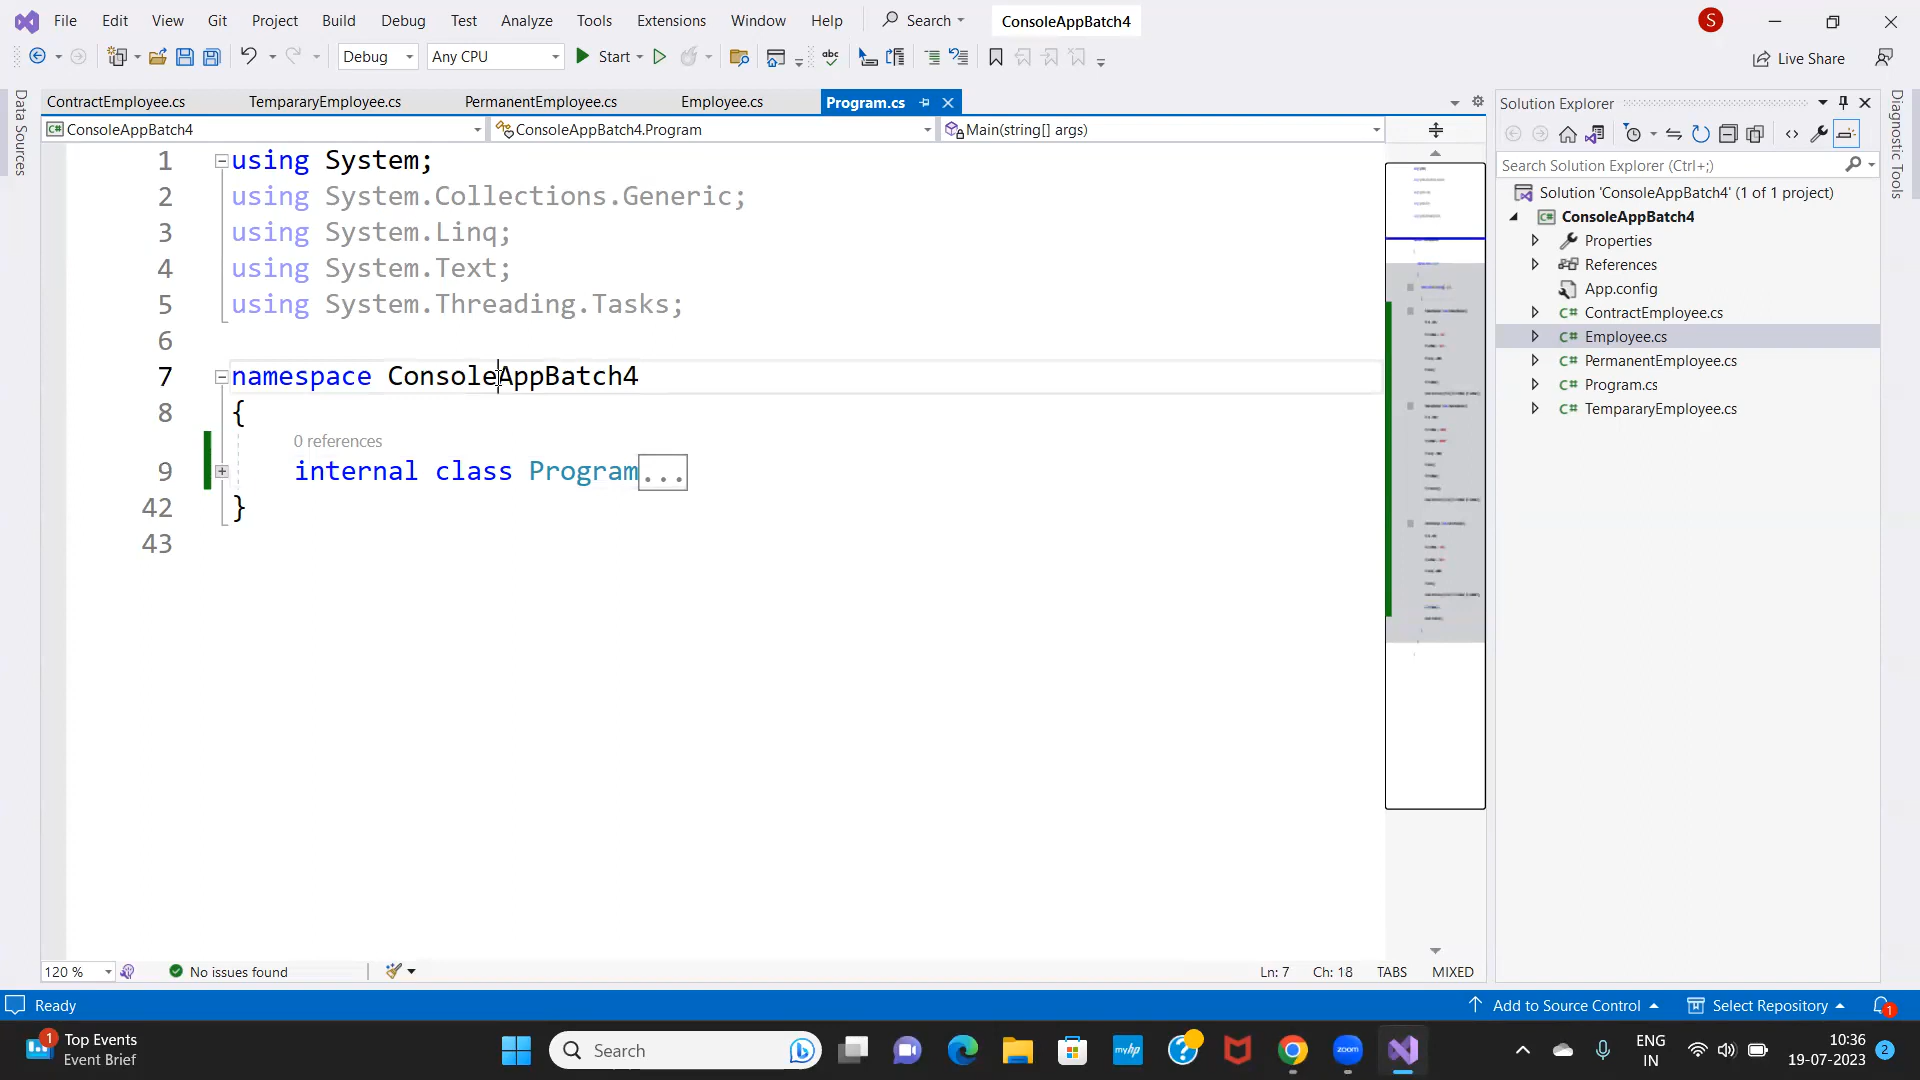 File Edit View Git Project Build Debug Test Analyze Tools Extensions Window Help Search ConsoleAppBatch4 S
Debug Any CPU Start abc Live Share
Data Sources
ContractEmployee.cs TempararyEmployee.cs PermanentEmployee.cs Employee.cs Program.cs
C# ConsoleAppBatch4 ConsoleAppBatch4.Program Main(string[] args)
1 using System;
2 using System.Collections.Generic;
3 using System.Linq;
4 using System.Text;
5 using System.Threading.Tasks;
6
7 namespace ConsoleAppBatch4
8 {
0 references
9 internal class Program...
42 }
43
Solution Explorer
Search Solution Explorer (Ctrl+;)
Solution 'ConsoleAppBatch4' (1 of 1 project)
C# ConsoleAppBatch4
Properties
References
App.config
C# ContractEmployee.cs
C# Employee.cs
C# PermanentEmployee.cs
C# Program.cs
C# TempararyEmployee.cs
Diagnostic Tools
120 % No issues found Ln: 7 Ch: 18 TABS MIXED
Ready Add to Source Control Select Repository 1
1 Top Events
Event Brief
Search
myhp
zoom
ENG
IN
10:36
19-07-2023
2